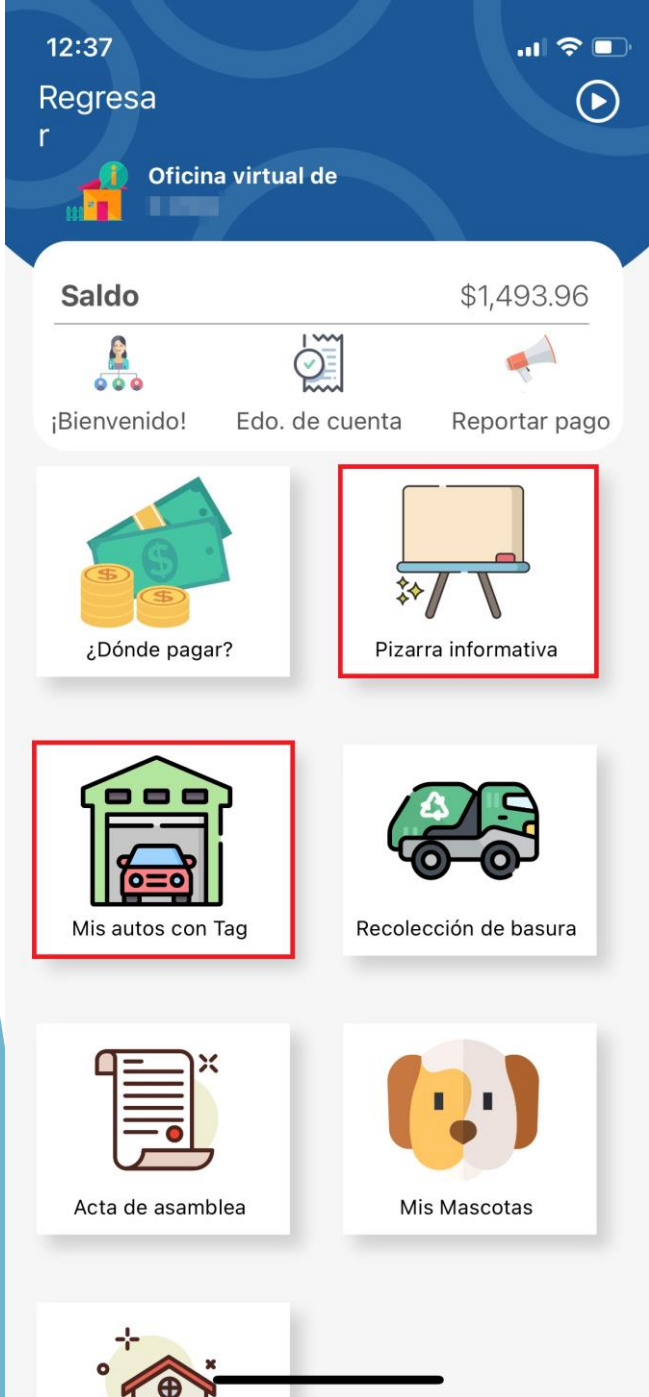 12:37
Regresa
r
Oficina virtual de
Saldo $1,493.96
¡Bienvenido! Edo. de cuenta Reportar pago
¿Dónde pagar? Pizarra informativa
Mis autos con Tag Recolección de basura
Acta de asamblea Mis Mascotas